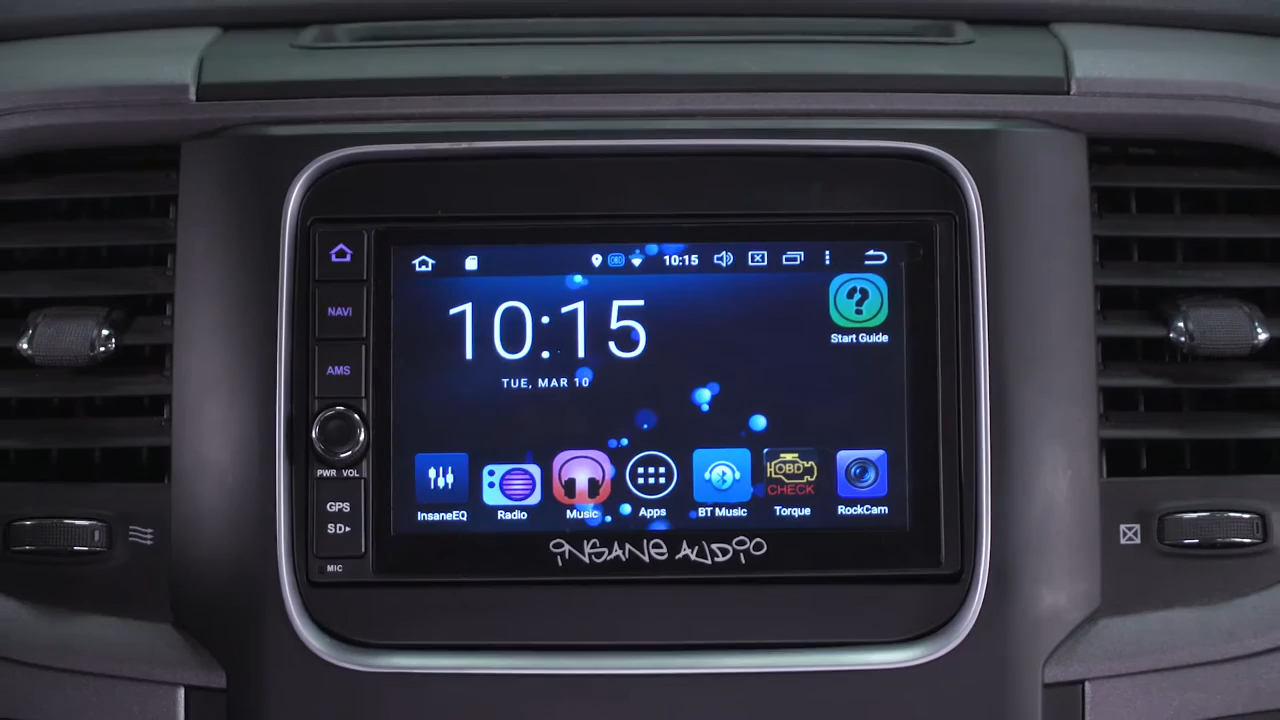 NAVI
AMS
PWR VOL
GPS
SD
MIC
OBD
10:15
10:15
TUE, MAR 10
?
Start Guide
InsaneEQ
Radio
Music
Apps
BT Music
OBD
CHECK
Torque
RockCam
iNSANe AUDiO